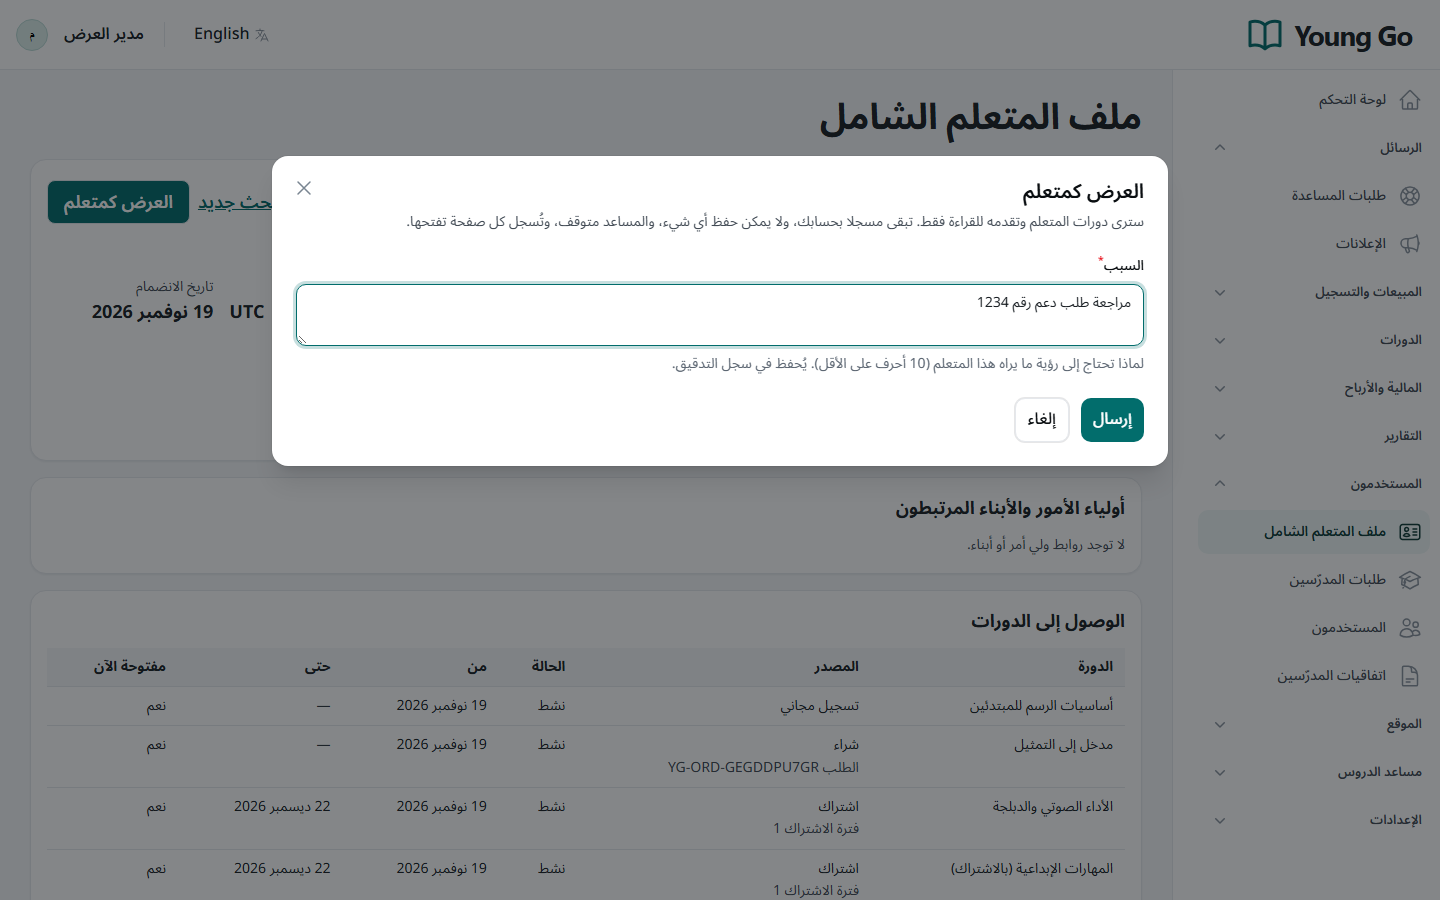 Young Go
English
مدير العرض
م
لوحة التحكم
الرسائل
طلبات المساعدة
الإعلانات
المبيعات والتسجيل
الدورات
المالية والأرباح
التقارير
المستخدمون
ملف المتعلم الشامل
طلبات المدرّسين
المستخدمون
اتفاقيات المدرّسين
الموقع
مساعد الدروس
الإعدادات
ملف المتعلم الشامل
العرض كمتعلم
تاريخ الانضمام
19 نوفمبر 2026 UTC
العرض كمتعلم
سترى دورات المتعلم وتقدمه للقراءة فقط. تبقى مسجلا بحسابك، ولا يمكن حفظ أي شيء، والمساعد متوقف، وتُسجل كل صفحة تفتحها.
السبب*
مراجعة طلب دعم رقم 1234
لماذا تحتاج إلى رؤية ما يراه هذا المتعلم (10 أحرف على الأقل). يُحفظ في سجل التدقيق.
إرسال
إلغاء
أولياء الأمور والأبناء المرتبطون
لا توجد روابط ولي أمر أو أبناء.
الوصول إلى الدورات
الدورة المصدر الحالة من حتى مفتوحة الآن
أساسيات الرسم للمبتدئين تسجيل مجاني نشط 19 نوفمبر 2026 — نعم
مدخل إلى التمثيل شراء نشط 19 نوفمبر 2026 — نعم
الطلب YG-ORD-GEGDDPU7GR
الأداء الصوتي والدبلجة اشتراك نشط 19 نوفمبر 2026 22 ديسمبر 2026 نعم
فترة الاشتراك 1
المهارات الإبداعية (بالاشتراك) اشتراك نشط 19 نوفمبر 2026 22 ديسمبر 2026 نعم
فترة الاشتراك 1